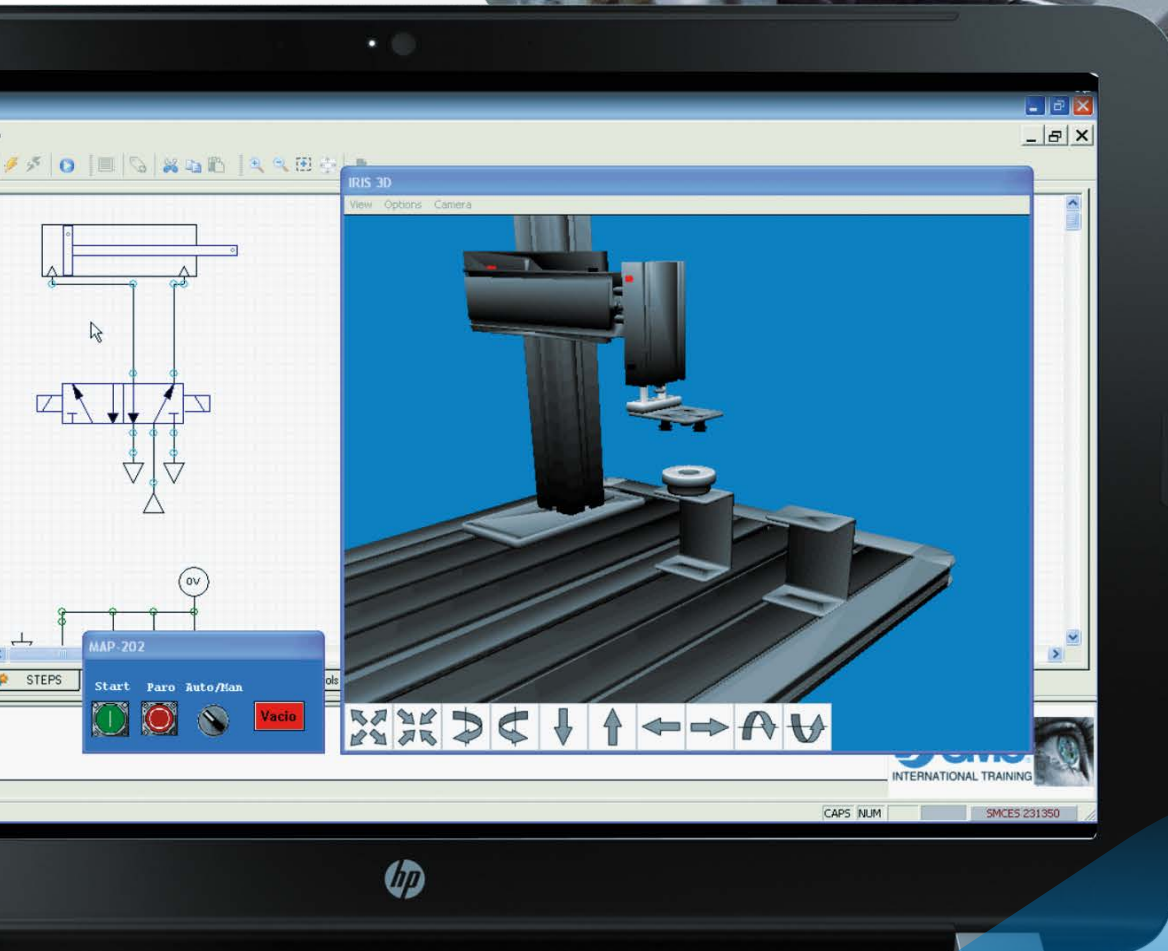 IRIS 3D
View Options Camera
0V
MAP-202
STEPS
Start Paro Auto/Man
Vacio
INTERNATIONAL TRAINING
CAPS NUM SMCES 231350
hp